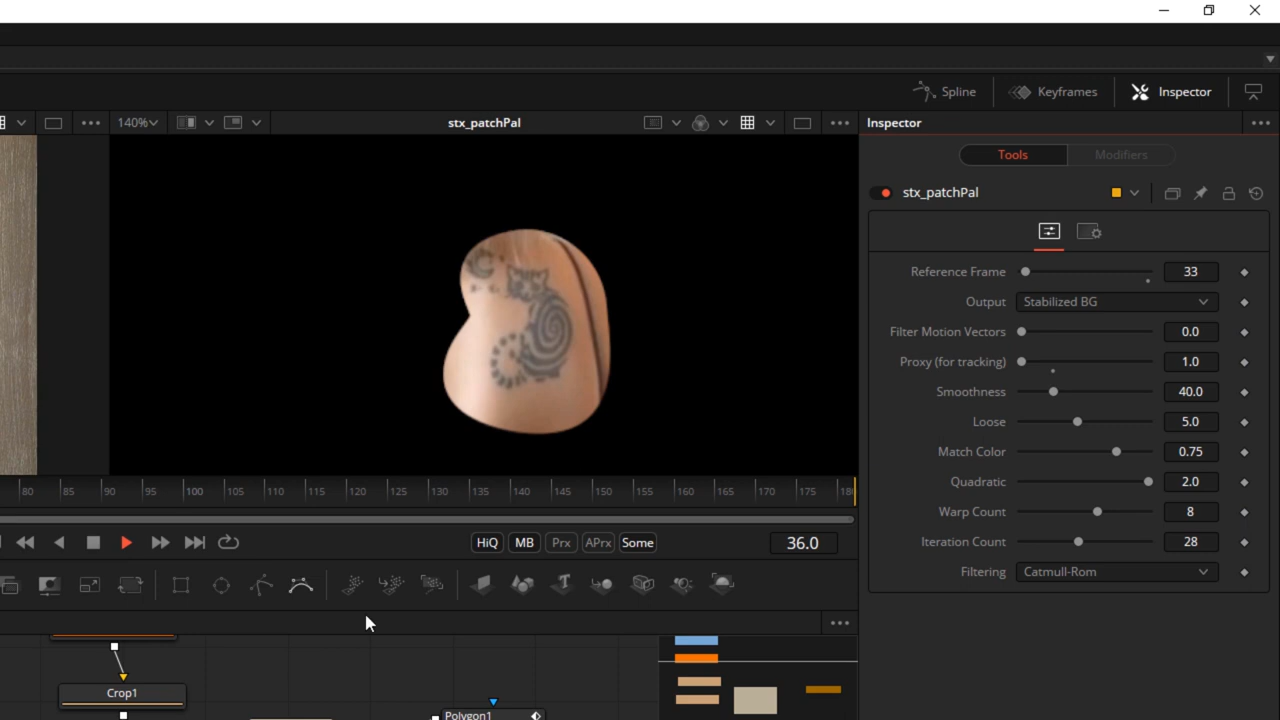 Spline
Keyframes
Inspector
140%
stx_patchPal
Inspector
Tools
Modifiers
stx_patchPal
Reference Frame
33
Output
Stabilized BG
Filter Motion Vectors
0.0
Proxy (for tracking)
1.0
Smoothness
40.0
Loose
5.0
Match Color
0.75
Quadratic
2.0
Warp Count
8
Iteration Count
28
Filtering
Catmull-Rom
80 85 90 95 100 105 110 115 120 125 130 135 140 145 150 155 160 165 170 175
HiQ MB Prx APrx Some
36.0
Crop1
Polygon1